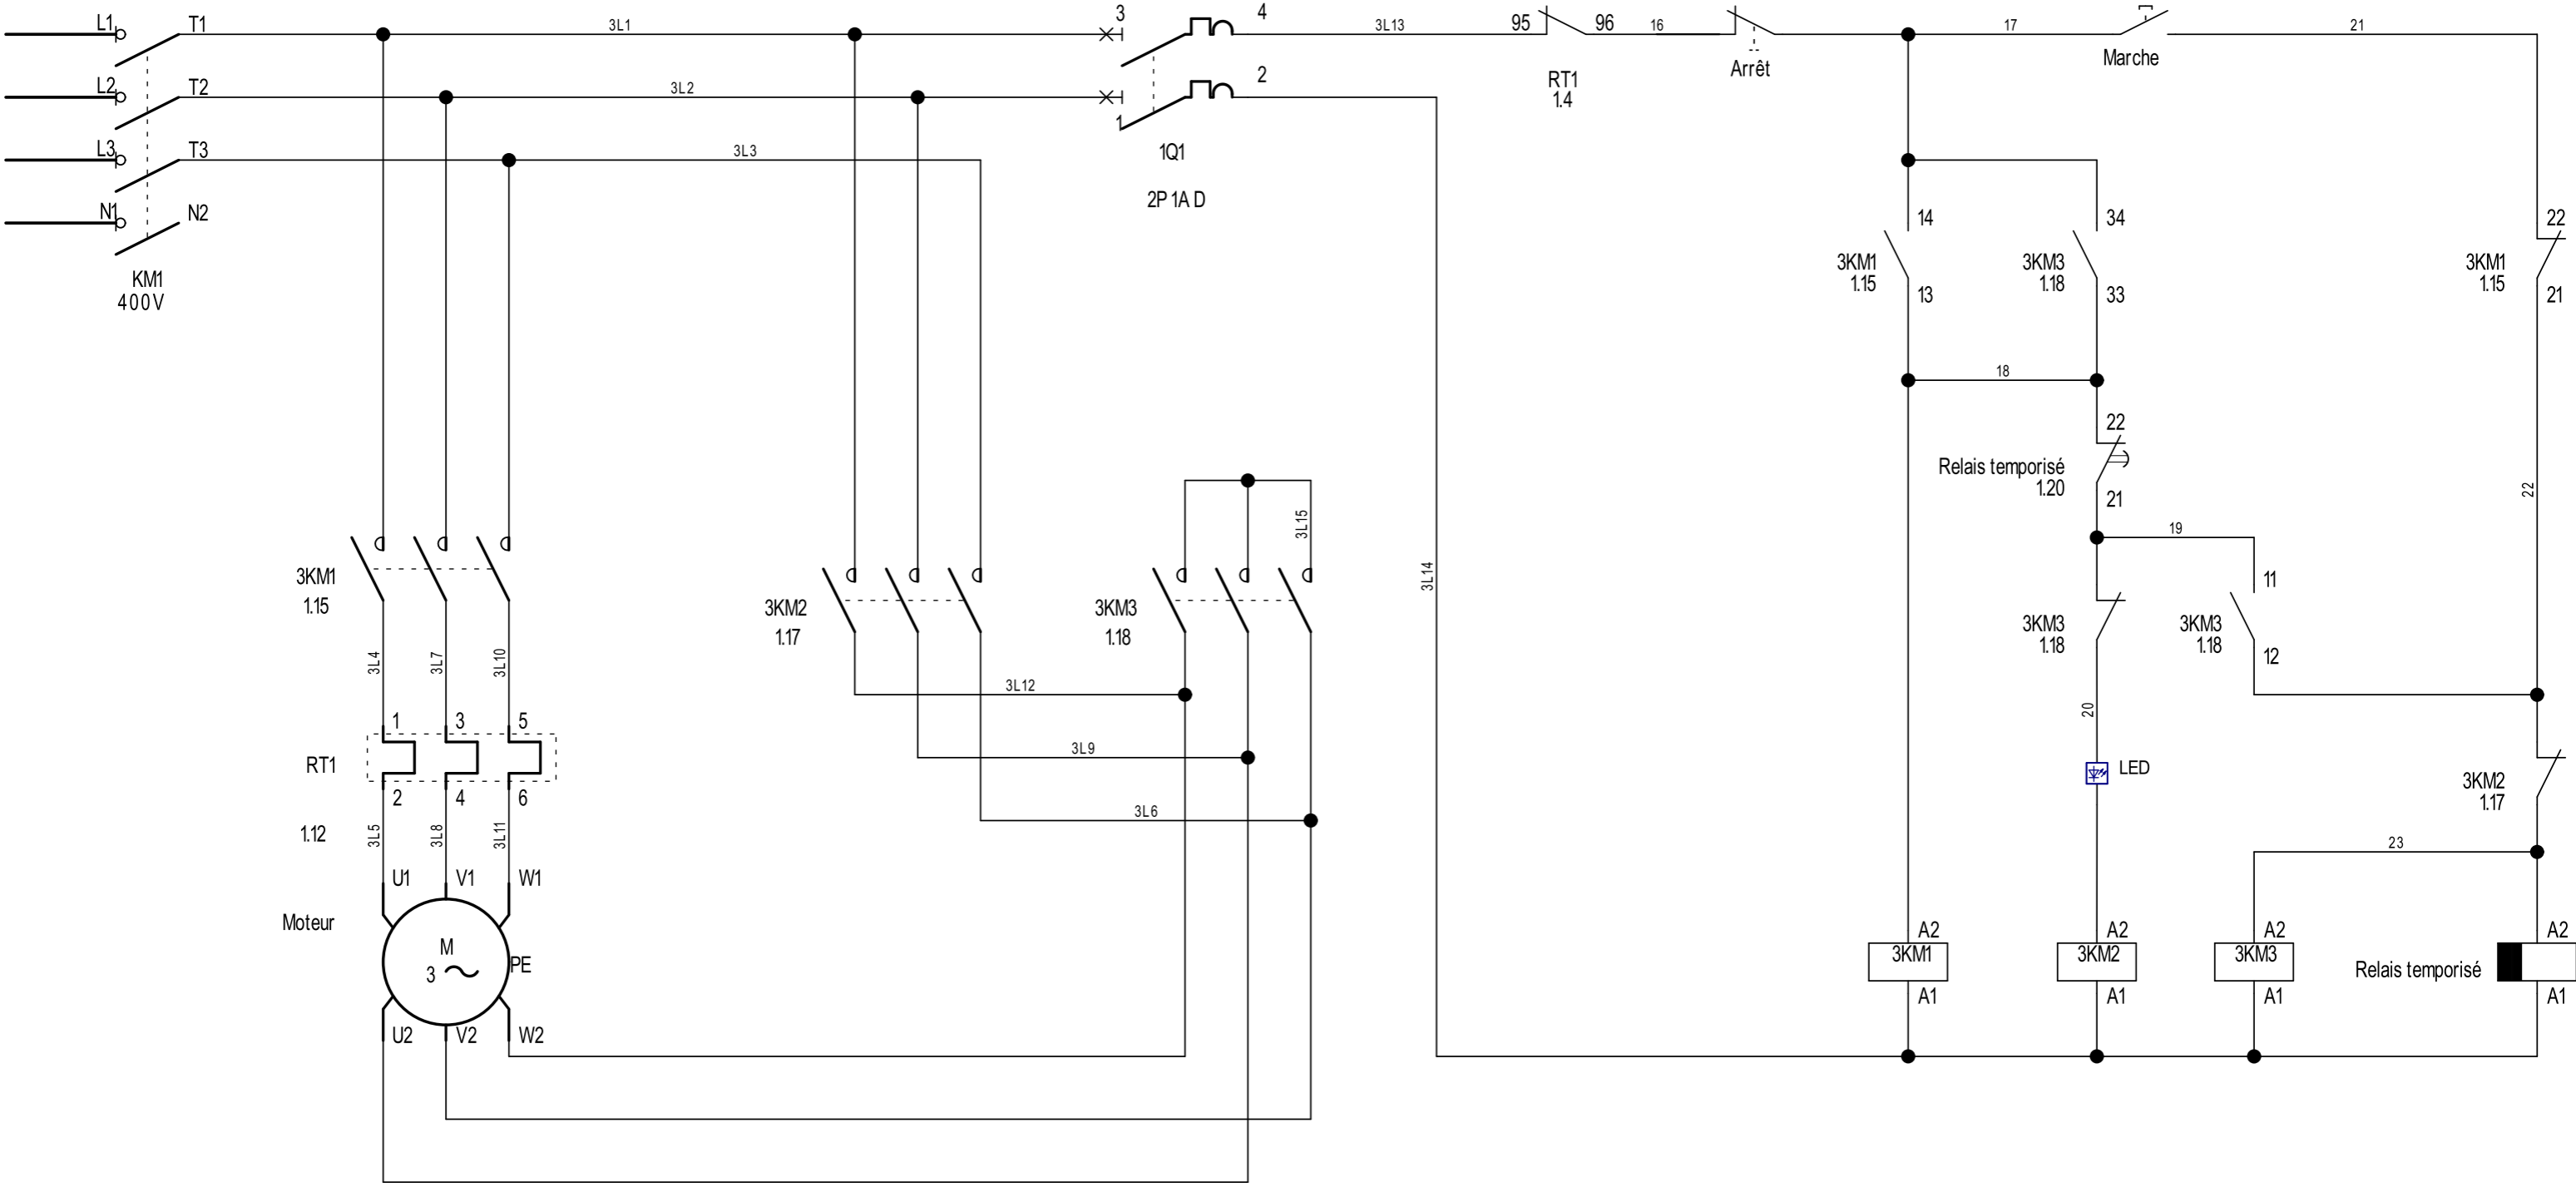 L1
T1
3L1
3
4
3L13
95
96
16
17
21
Arrêt
Marche
L2
T2
3L2
1
2
RT1
1.4
L3
T3
3L3
1Q1
2P 1A D
N1
N2
KM1
400V
14
34
22
3KM1
1.15
3KM3
1.18
3KM1
1.15
13
33
21
18
22
Relais temporisé
1.20
21
22
3L15
19
3KM1
1.15
3KM2
1.17
3KM3
1.18
3L14
11
3KM3
1.18
3KM3
1.18
12
3L4
3L7
3L10
3L12
20
1
3
5
3L9
RT1
LED
3KM2
1.17
2
4
6
3L6
1.12
3L5
3L8
3L11
23
U1
V1
W1
Moteur
M
3
PE
A2
A2
A2
A2
3KM1
3KM2
3KM3
Relais temporisé
A1
A1
A1
A1
U2
V2
W2